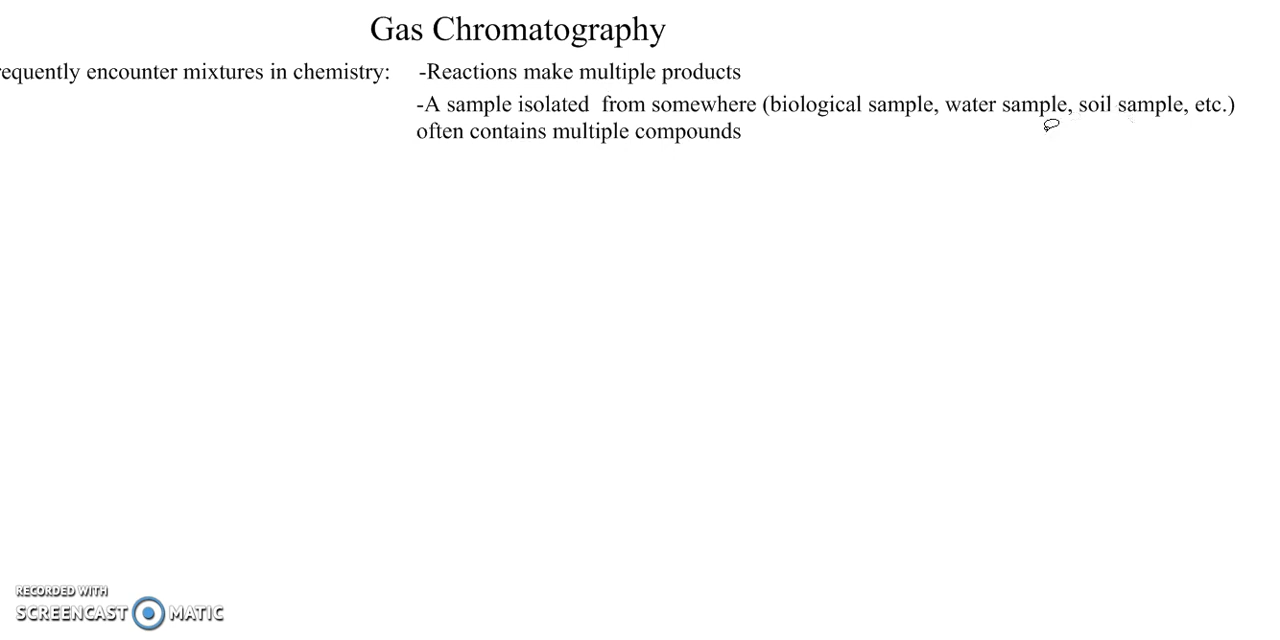 Gas Chromatography
requently encounter mixtures in chemistry: -Reactions make multiple products
-A sample isolated from somewhere (biological sample, water sample, soil sample, etc.)
often contains multiple compounds
RECORDED WITH
SCREENCAST MATIC